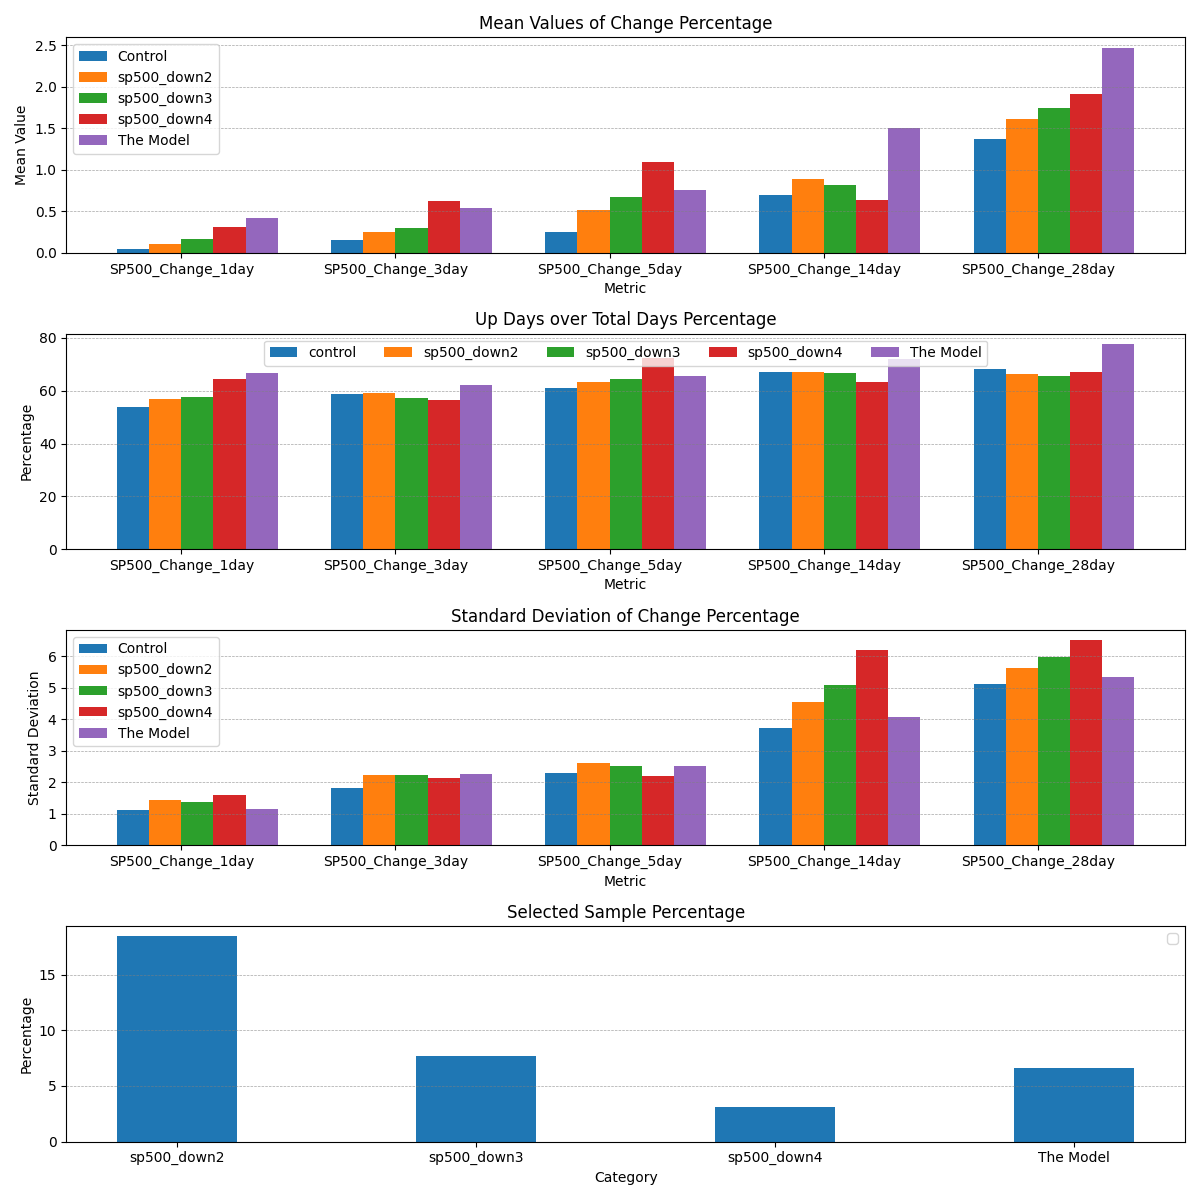 Mean Values of Change Percentage
Mean Value
2.5
2.0
1.5
1.0
0.5
0.0
Control
sp500_down2
sp500_down3
sp500_down4
The Model
SP500_Change_1day SP500_Change_3day SP500_Change_5day SP500_Change_14day SP500_Change_28day
Metric
Up Days over Total Days Percentage
Percentage
80
60
40
20
0
control sp500_down2 sp500_down3 sp500_down4 The Model
SP500_Change_1day SP500_Change_3day SP500_Change_5day SP500_Change_14day SP500_Change_28day
Metric
Standard Deviation of Change Percentage
Standard Deviation
6
5
4
3
2
1
0
Control
sp500_down2
sp500_down3
sp500_down4
The Model
SP500_Change_1day SP500_Change_3day SP500_Change_5day SP500_Change_14day SP500_Change_28day
Metric
Selected Sample Percentage
Percentage
15
10
5
0
sp500_down2 sp500_down3 sp500_down4 The Model
Category